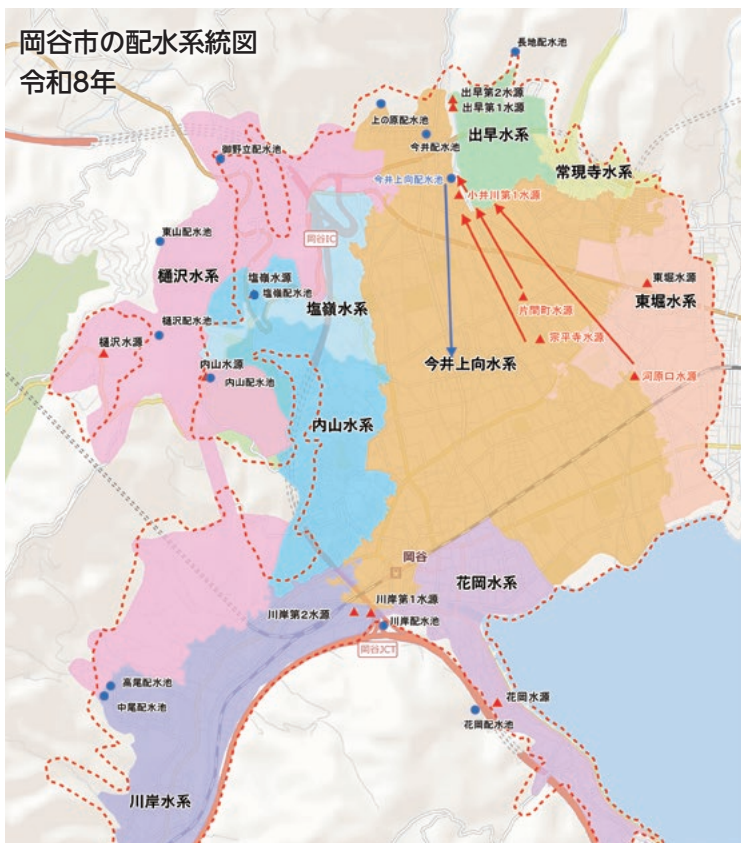 岡谷市の配水系統図
令和8年
長地配水池
出早第2水源
出早第1水源
上の原配水池
出早水系
今井配水池
常現寺水系
御野立配水池
今井上向配水池
小井川第1水源
岡谷IC
東山配水池
樋沢水系
塩嶺水源
塩嶺配水池
塩嶺水系
東堀水源
東堀水系
片間町水源
樋沢配水池
樋沢水源
宗平寺水源
今井上向水系
内山水源
内山配水池
河原口水源
内山水系
岡谷
花岡水系
川岸第1水源
川岸第2水源
川岸配水池
岡谷JCT
高尾配水池
中尾配水池
花岡水源
花岡配水池
川岸水系